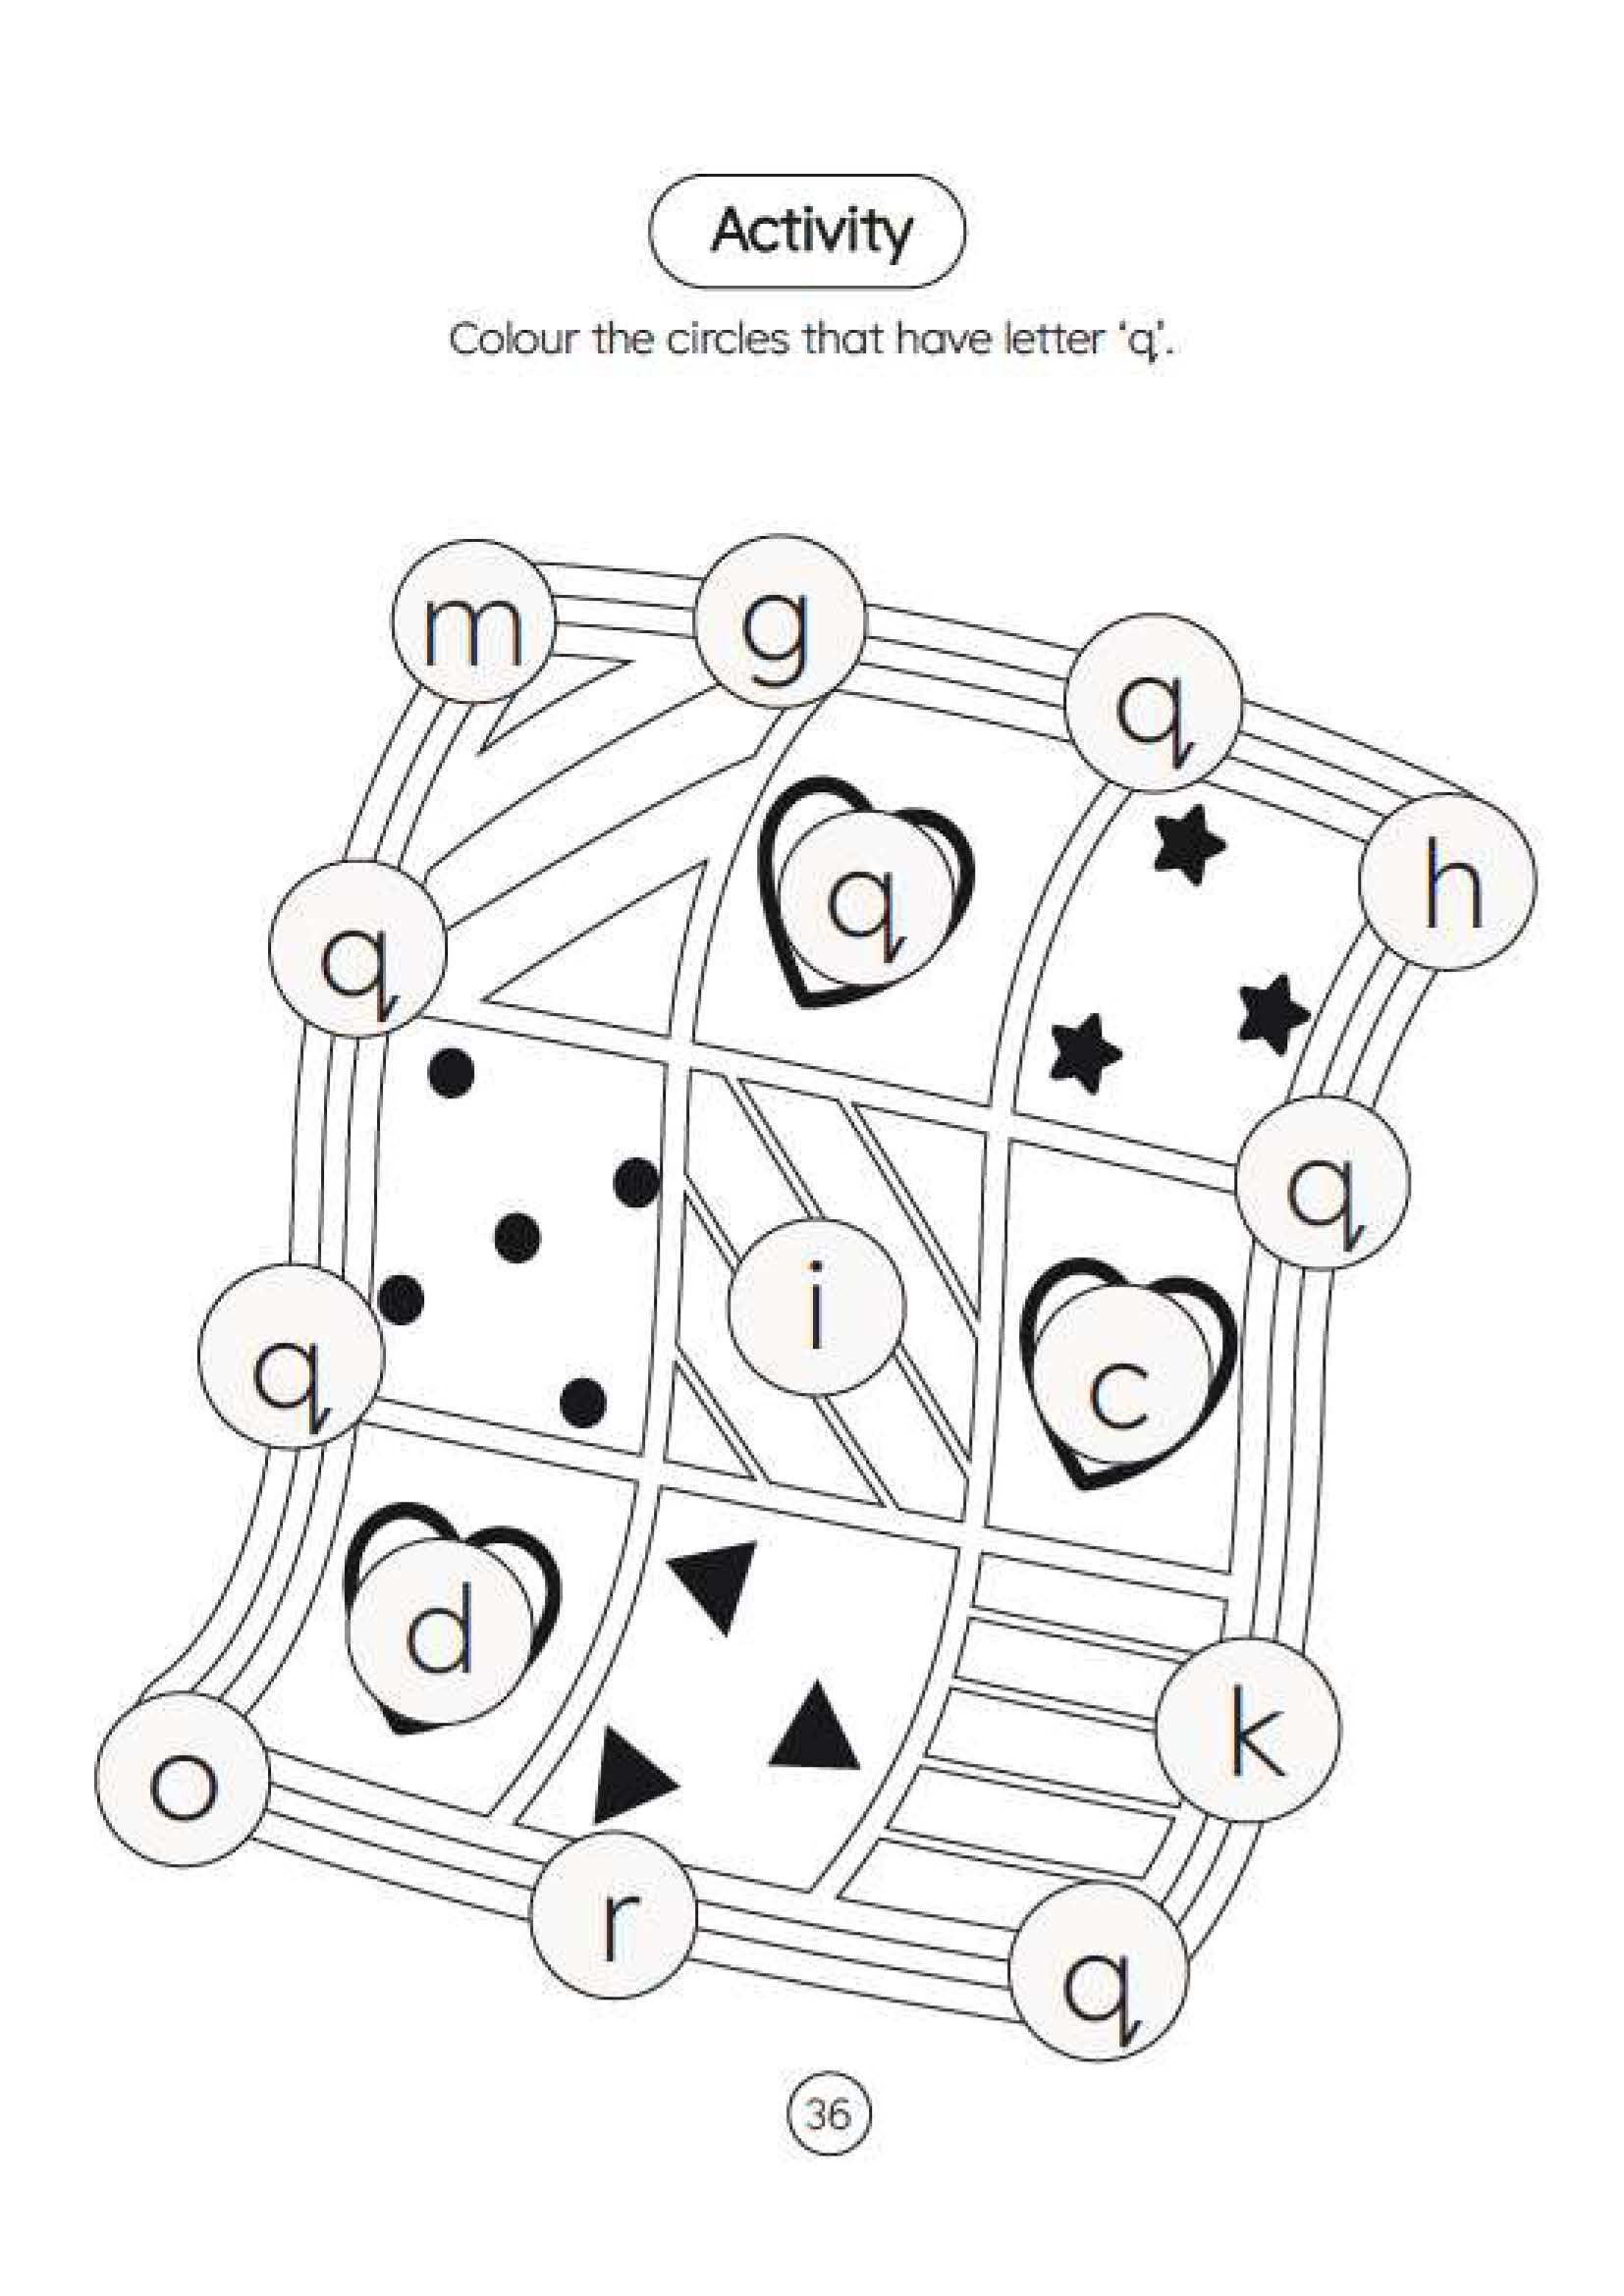 Activity
Colour the circles that have letter ‘q’.
m
g
q
h
q
q
q
i
q
c
d
k
o
r
q
36